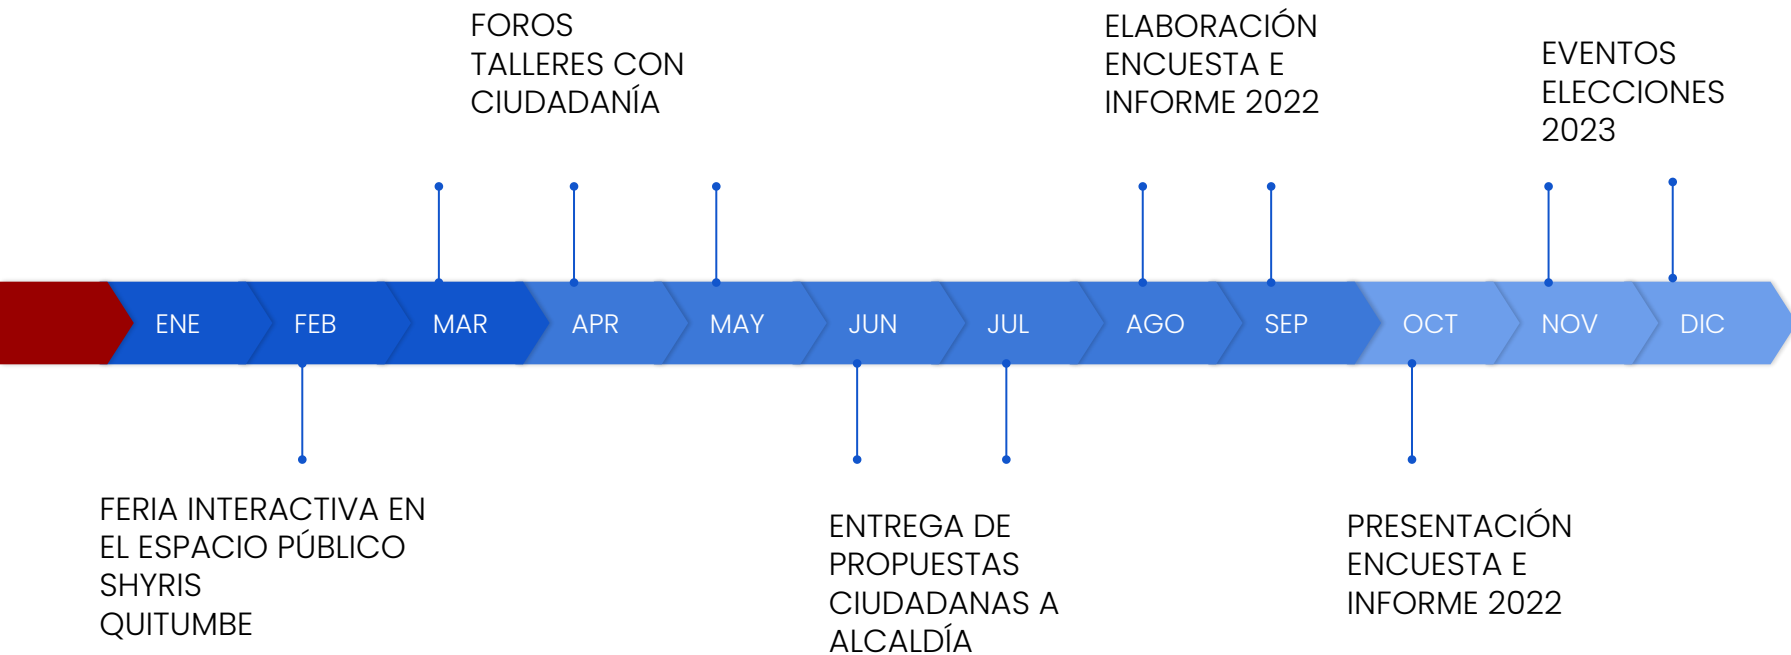 FOROS
TALLERES CON
CIUDADANÍA
ELABORACIÓN
ENCUESTA E
INFORME 2022
EVENTOS
ELECCIONES
2023
ENE
FEB
MAR
APR
MAY
JUN
JUL
AGO
SEP
OCT
NOV
DIC
FERIA INTERACTIVA EN
EL ESPACIO PÚBLICO
SHYRIS
QUITUMBE
ENTREGA DE
PROPUESTAS
CIUDADANAS A
ALCALDÍA
PRESENTACIÓN
ENCUESTA E
INFORME 2022